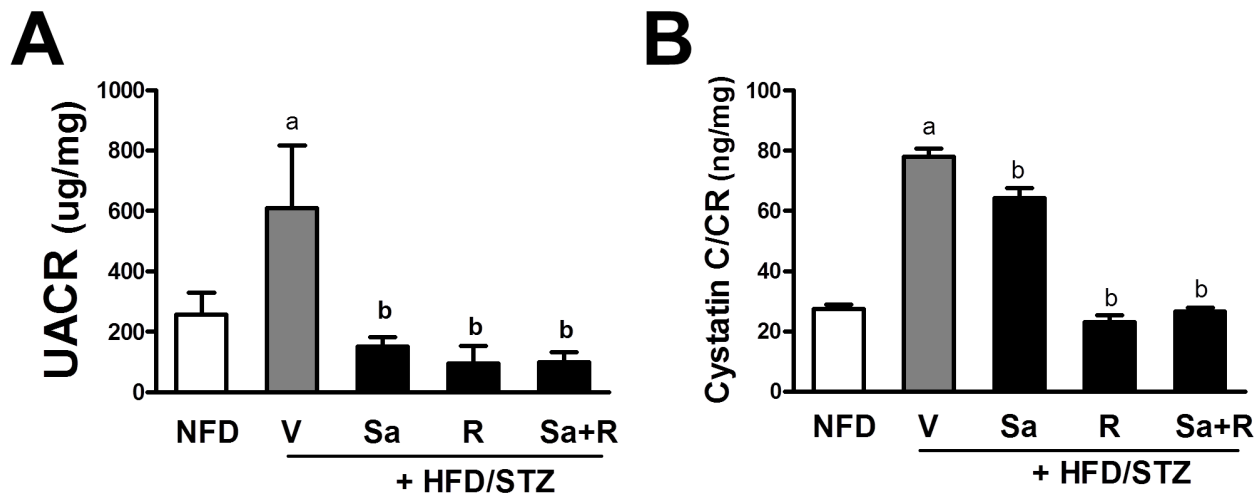 A
UACR (ug/mg)
1000
800
600
400
200
0
a
b
b
b
NFD V Sa R Sa+R
+ HFD/STZ
B
Cystatin C/CR (ng/mg)
100
80
60
40
20
0
a
b
b
b
NFD V Sa R Sa+R
+ HFD/STZ